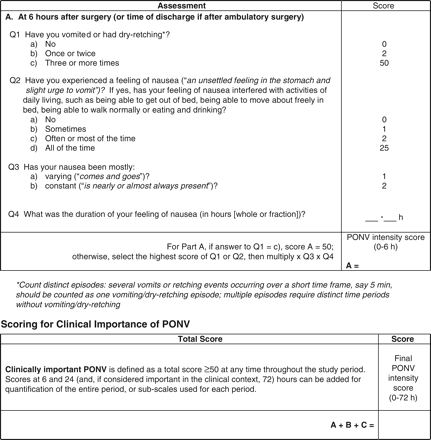 Assessment Score
A. At 6 hours after surgery (or time of discharge if after ambulatory surgery)
Q1 Have you vomited or had dry-retching*?
a) No 0
b) Once or twice 2
c) Three or more times 50
Q2 Have you experienced a feeling of nausea (“an unsettled feeling in the stomach and
slight urge to vomit”)? If yes, has your feeling of nausea interfered with activities of
daily living, such as being able to get out of bed, being able to move about freely in
bed, being able to walk normally or eating and drinking?
a) No 0
b) Sometimes 1
c) Often or most of the time 2
d) All of the time 25
Q3 Has your nausea been mostly:
a) varying (“comes and goes”)? 1
b) constant (“is nearly or almost always present”)? 2
Q4 What was the duration of your feeling of nausea (in hours [whole or fraction])? ___ .___ h
For Part A, if answer to Q1 = c), score A = 50;
otherwise, select the highest score of Q1 or Q2, then multiply x Q3 x Q4
PONV intensity
score
(0-6 h)
A =
*Count distinct episodes: several vomits or retching events occurring over a short time frame, say 5 min,
should be counted as one vomiting/dry-retching episode; multiple episodes require distinct time periods
without vomiting/dry-retching
Scoring for Clinical Importance of PONV
Total Score Score
Clinically important PONV is defined as a total score ≥50 at any time throughout the study period.
Scores at 6 and 24 (and, if considered important in the clinical context, 72) hours can be added for
quantification of the entire period, or sub-scales used for each period.
Final
PONV
intensity
score
(0-72 h)
A + B + C =